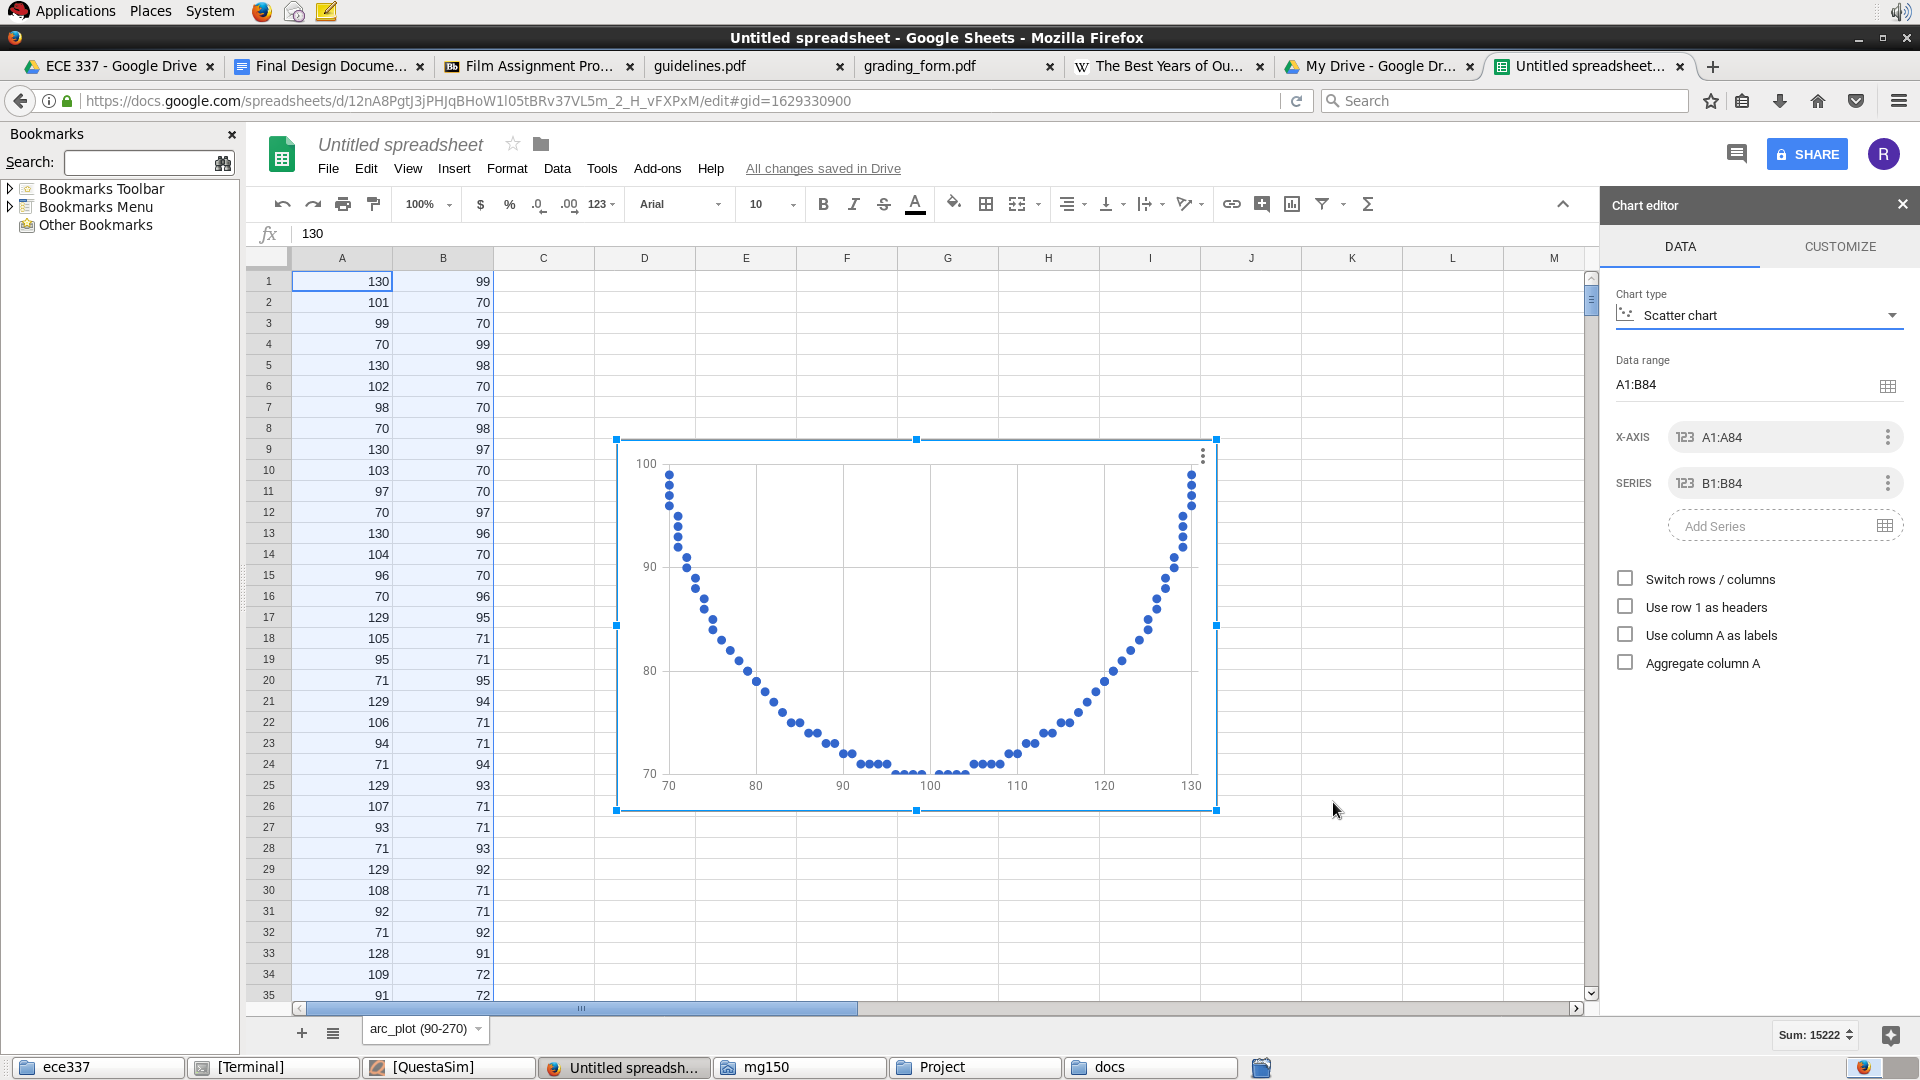 Applications Places System
Untitled spreadsheet - Google Sheets - Mozilla Firefox
ECE 337 - Google Drive
Final Design Docume...
Bb Film Assignment Pro...
guidelines.pdf
grading_form.pdf
W The Best Years of Ou...
My Drive - Google Dr...
Untitled spreadsheet...
https://docs.google.com/spreadsheets/d/12nA8PgtJ3jPHJqBHoW1l05tBRv37VL5m_2_H_vFXPxM/edit#gid=1629330900
Search
Bookmarks
Search:
Bookmarks Toolbar
Bookmarks Menu
Other Bookmarks
Untitled spreadsheet
File Edit View Insert Format Data Tools Add-ons Help All changes saved in Drive
SHARE
R
100% $ % .0 .00 123 Arial 10 B I S A Σ
fx 130
A B C D E F G H I J K L M
1 130 99
2 101 70
3 99 70
4 70 99
5 130 98
6 102 70
7 98 70
8 70 98
9 130 97
10 103 70
11 97 70
12 70 97
13 130 96
14 104 70
15 96 70
16 70 96
17 129 95
18 105 71
19 95 71
20 71 95
21 129 94
22 106 71
23 94 71
24 71 94
25 129 93
26 107 71
27 93 71
28 71 93
29 129 92
30 108 71
31 92 71
32 71 92
33 128 91
34 109 72
35 91 72
100
90
80
70
70 80 90 100 110 120 130
Chart editor
DATA CUSTOMIZE
Chart type
Scatter chart
Data range
A1:B84
X-AXIS 123 A1:A84
SERIES 123 B1:B84
Add Series
Switch rows / columns
Use row 1 as headers
Use column A as labels
Aggregate column A
arc_plot (90-270)
Sum: 15222
ece337
[Terminal]
[QuestaSim]
Untitled spreadsh...
mg150
Project
docs